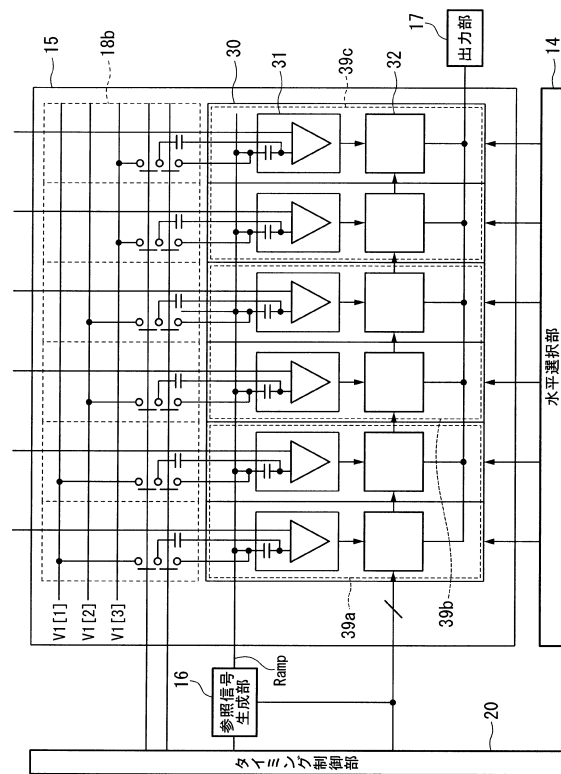 15
18b
30
31
39c
32
17
出力部
14
水平選択部
V1[1]
V1[2]
V1[3]
39a
39b
Ramp
16
参照信号
生成部
20
タイミング制御部